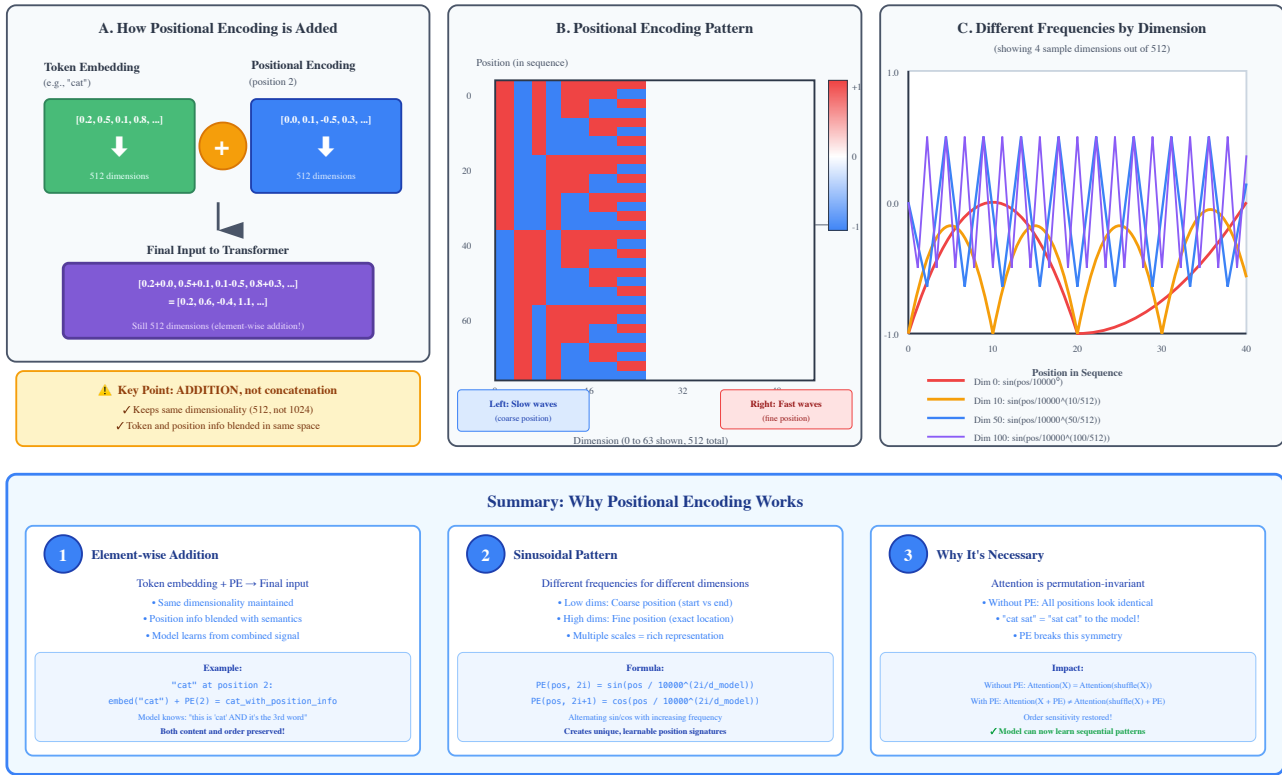 A. How Positional Encoding is Added
Token Embedding
(e.g., "cat")
Positional Encoding
(position 2)
[0.2, 0.5, 0.1, 0.8, ...]
512 dimensions
+
[0.0, 0.1, -0.5, 0.3, ...]
512 dimensions
Final Input to Transformer
[0.2+0.0, 0.5+0.1, 0.1-0.5, 0.8+0.3, ...]
= [0.2, 0.6, -0.4, 1.1, ...]
Still 512 dimensions (element-wise addition!)
⚠️ Key Point: ADDITION, not concatenation
✓ Keeps same dimensionality (512, not 1024)
✓ Token and position info blended in same space
B. Positional Encoding Pattern
Position (in sequence)
0
20
40
60
+1
0
-1
32
Left: Slow waves
(coarse position)
Right: Fast waves
(fine position)
Dimension (0 to 63 shown, 512 total)
C. Different Frequencies by Dimension
(showing 4 sample dimensions out of 512)
1.0
0.0
-1.0
0
10
20
30
40
Position in Sequence
Dim 0: sin(pos/10000⁰)
Dim 10: sin(pos/10000^(10/512))
Dim 50: sin(pos/10000^(50/512))
Dim 100: sin(pos/10000^(100/512))
Summary: Why Positional Encoding Works
1
Element-wise Addition
Token embedding + PE → Final input
• Same dimensionality maintained
• Position info blended with semantics
• Model learns from combined signal
Example:
"cat" at position 2:
embed("cat") + PE(2) = cat_with_position_info
Model knows: "this is 'cat' AND it's the 3rd word"
Both content and order preserved!
2
Sinusoidal Pattern
Different frequencies for different dimensions
• Low dims: Coarse position (start vs end)
• High dims: Fine position (exact location)
• Multiple scales = rich representation
Formula:
PE(pos, 2i) = sin(pos / 10000^(2i/d_model))
PE(pos, 2i+1) = cos(pos / 10000^(2i/d_model))
Alternating sin/cos with increasing frequency
Creates unique, learnable position signatures
3
Why It's Necessary
Attention is permutation-invariant
• Without PE: All positions look identical
• "cat sat" = "sat cat" to the model!
• PE breaks this symmetry
Impact:
Without PE: Attention(X) = Attention(shuffle(X))
With PE: Attention(X + PE) ≠ Attention(shuffle(X) + PE)
Order sensitivity restored!
✓ Model can now learn sequential patterns